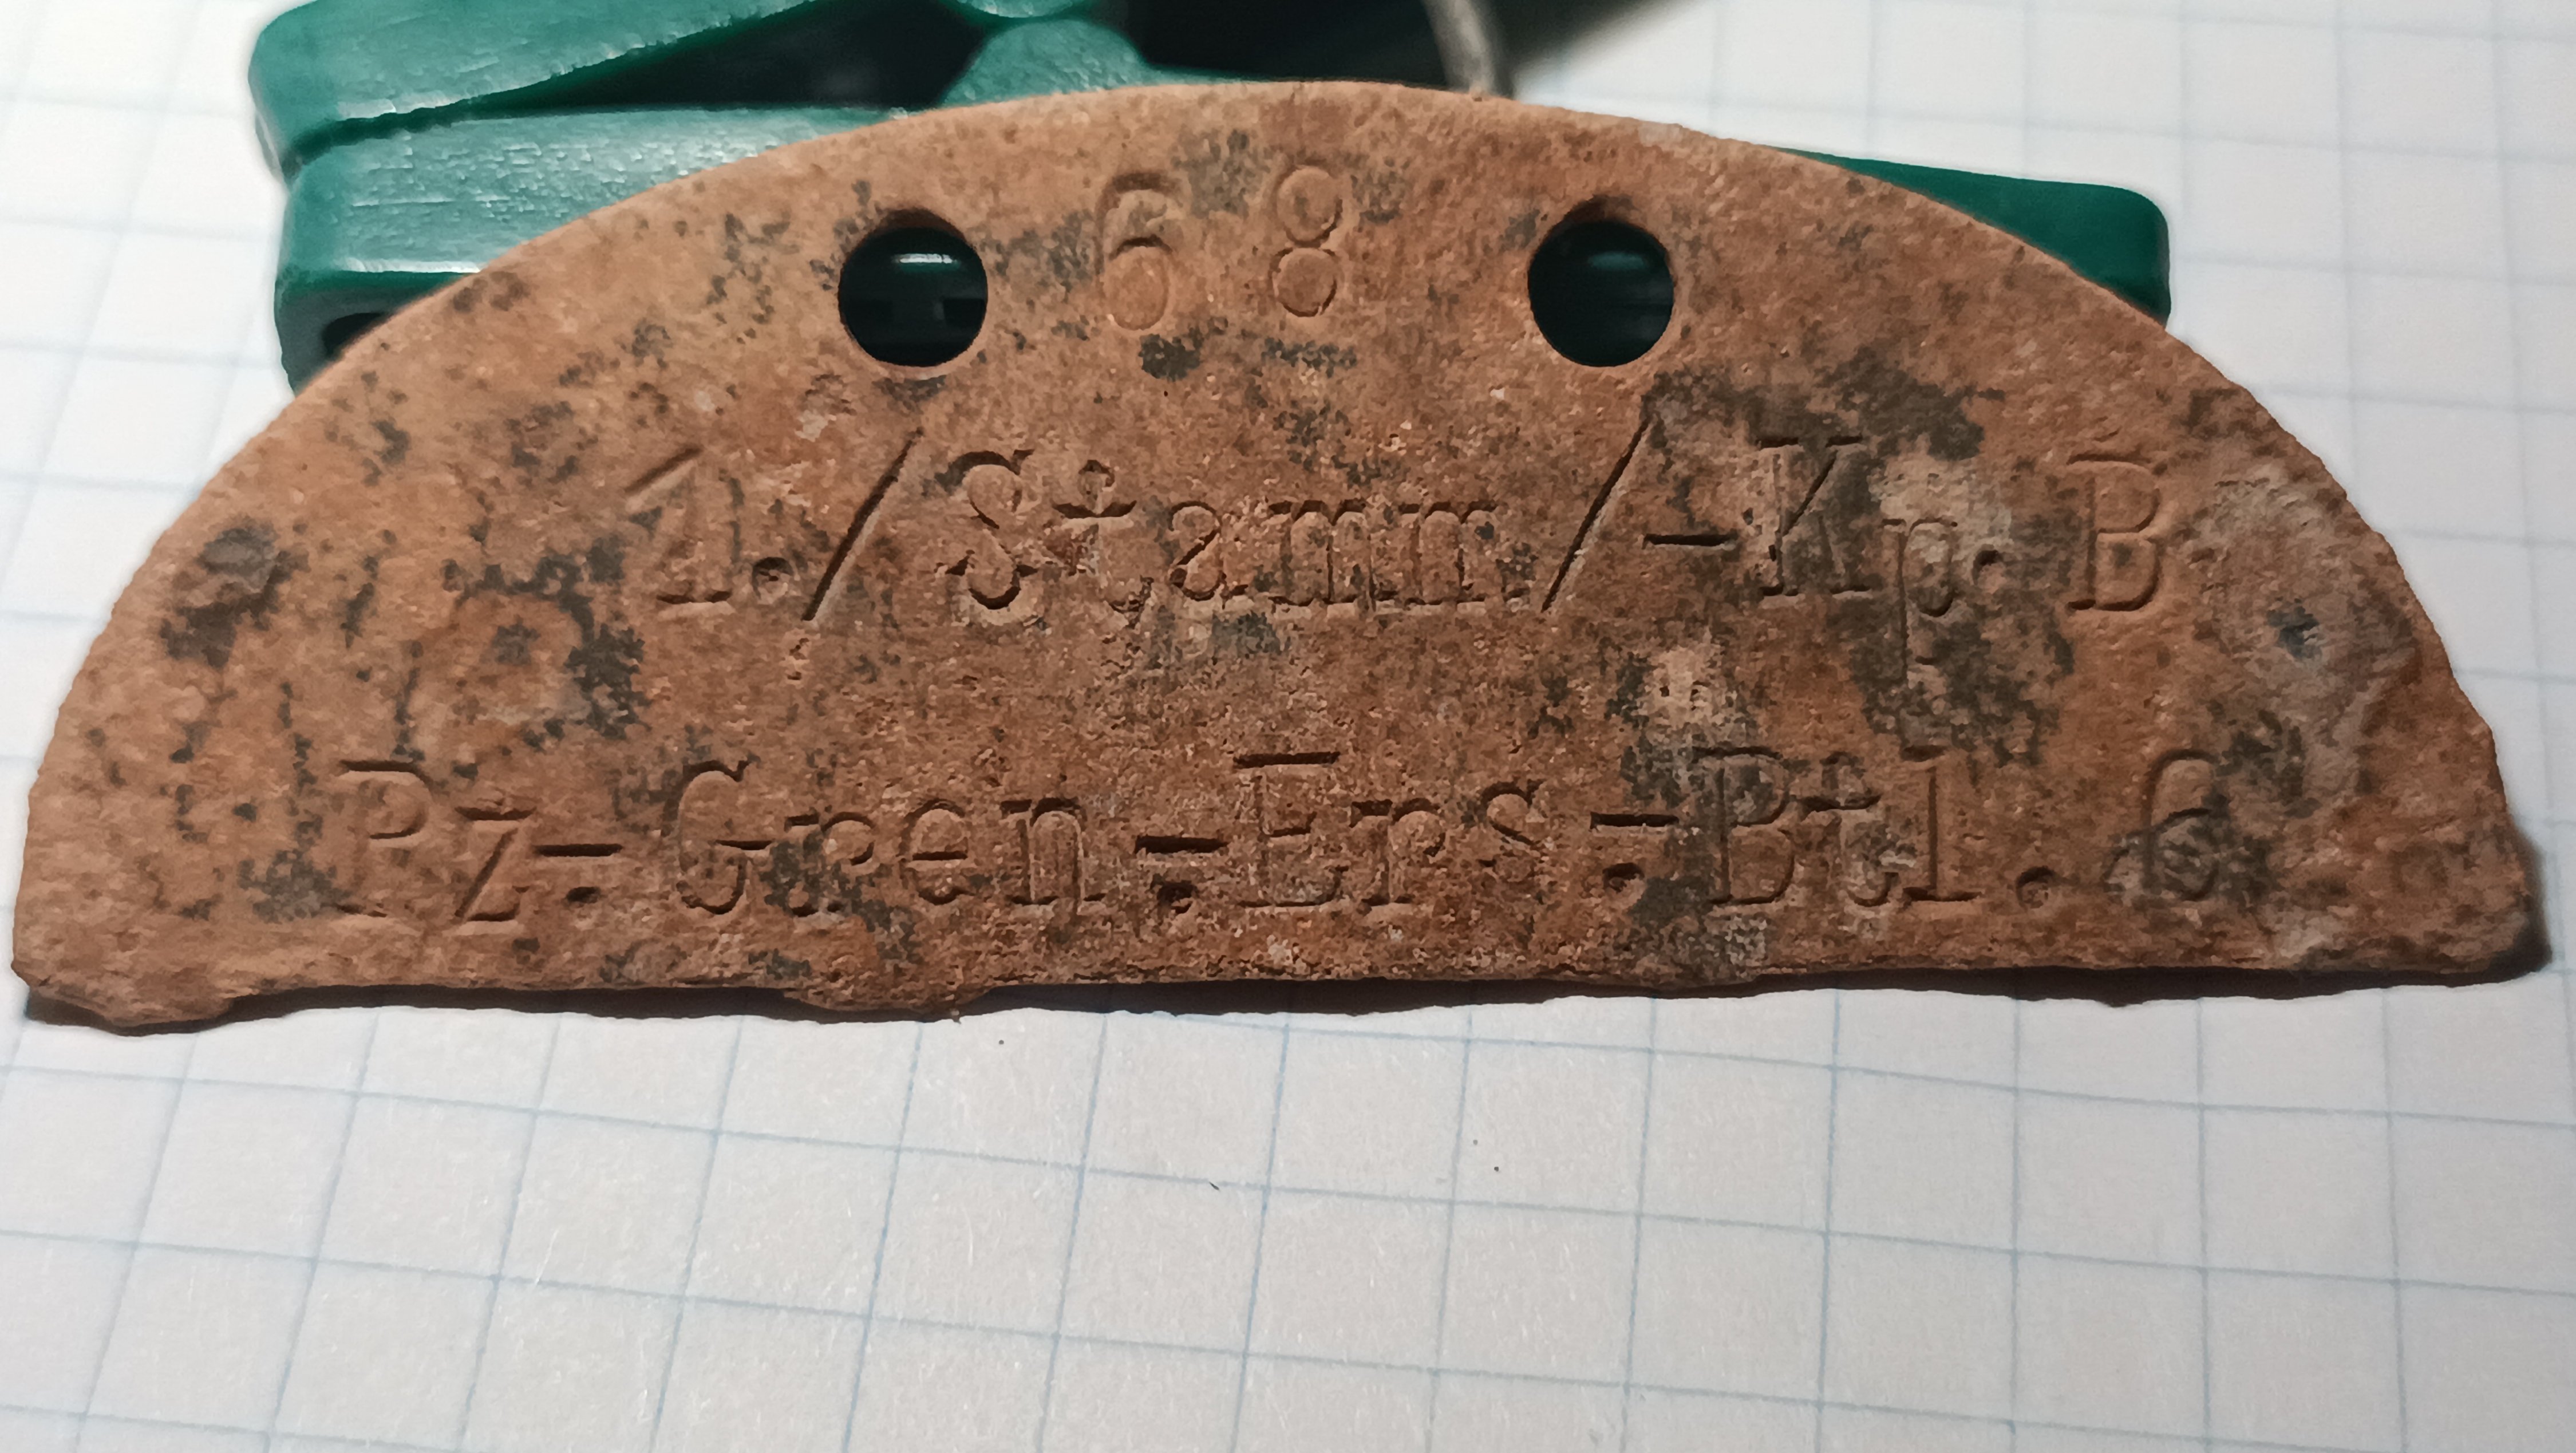 68
1./Stamm/-Kp. B
Pz-Gren.-Ers.-Btl. 6